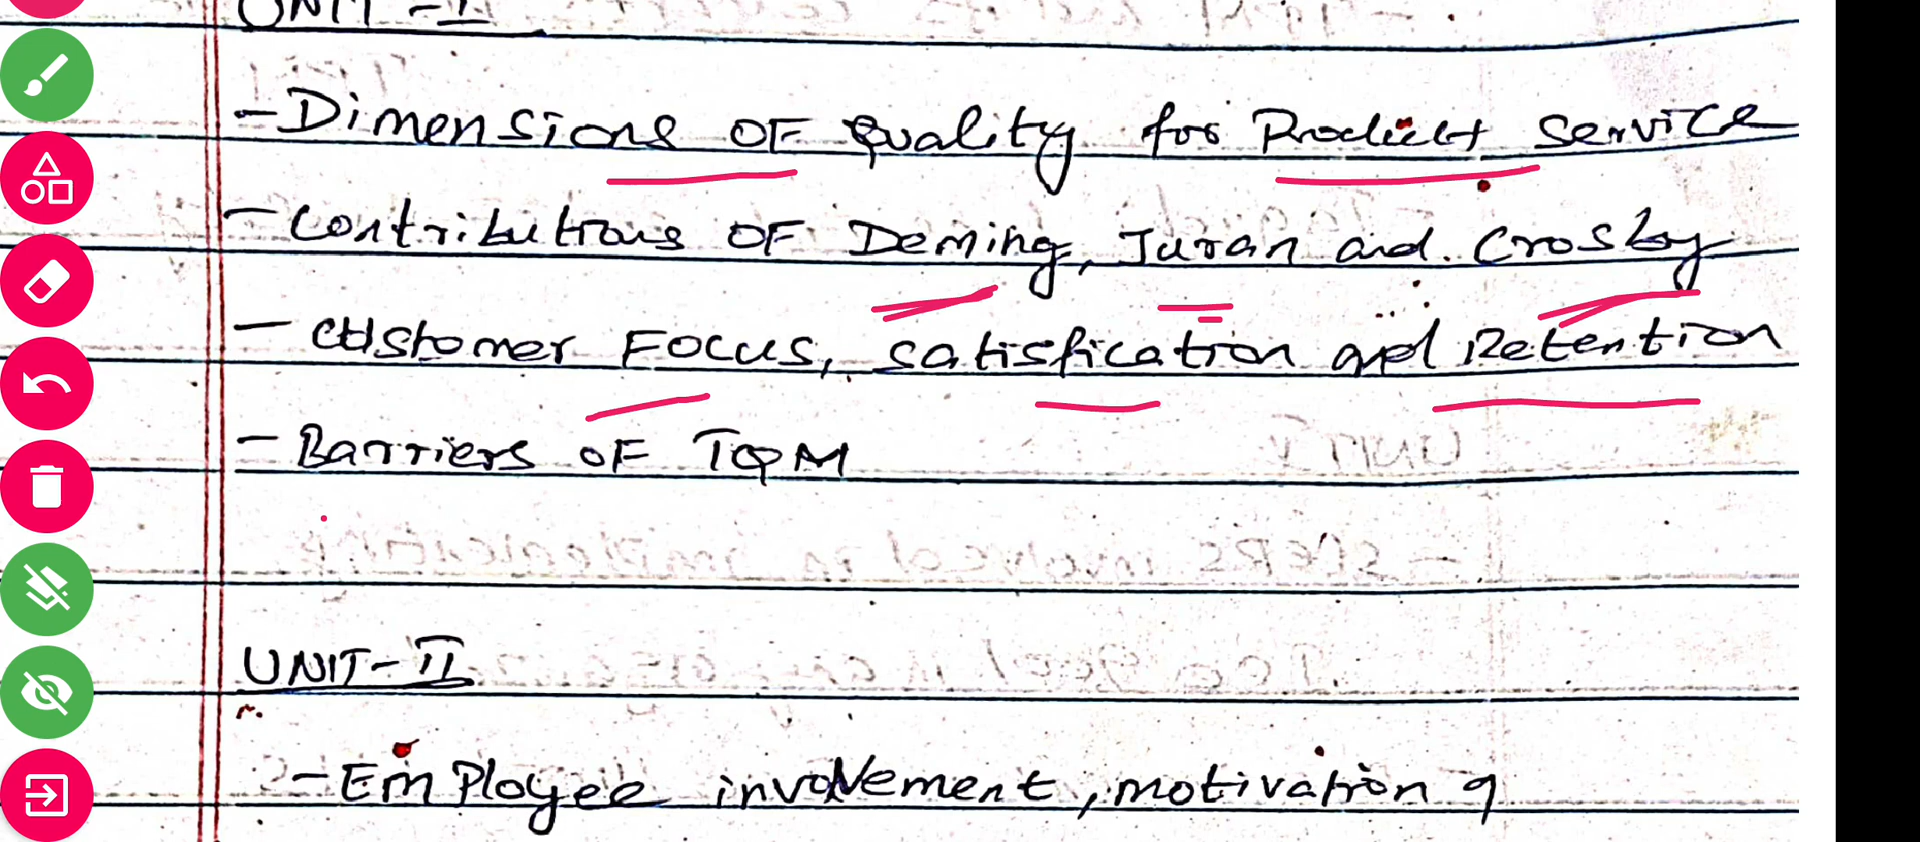 UNIT-I
- Dimensions OF Quality for Product Service
- Contributions OF Deming, Juran and Crosby
- Customer Focus, Satisfication and Retention
- Barriers OF TQM
UNIT-II
- Employee involvement, motivation